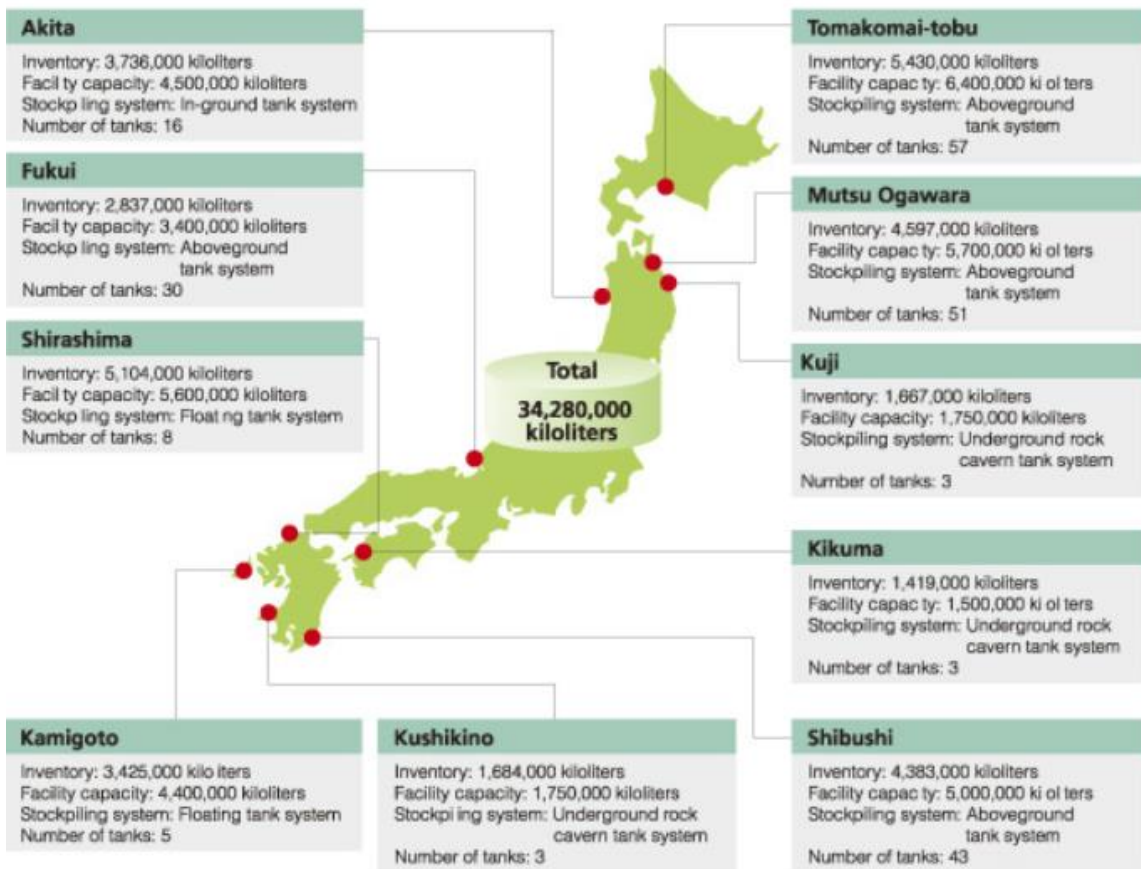 Akita
Inventory: 3,736,000 kiloliters
Facil ty capacity: 4,500,000 kiloliters
Stockp ling system: In-ground tank system
Number of tanks: 16
Fukui
Inventory: 2,837,000 kiloliters
Facil ty capacity: 3,400,000 kiloliters
Stockp ling system: Aboveground
tank system
Number of tanks: 30
Shirashima
Inventory: 5,104,000 kiloliters
Facil ty capacity: 5,600,000 kiloliters
Stockp ling system: Float ng tank system
Number of tanks: 8
Total
34,280,000
kiloliters
Tomakomai-tobu
Inventory: 5,430,000 kiloliters
Facility capac ty: 6,400,000 ki ol ters
Stockpiling system: Aboveground
tank system
Number of tanks: 57
Mutsu Ogawara
Inventory: 4,597,000 kiloliters
Facility capac ty: 5,700,000 ki ol ters
Stockpiling system: Aboveground
tank system
Number of tanks: 51
Kuji
Inventory: 1,667,000 kiloliters
Facility capacity: 1,750,000 kiloliters
Stockpiling system: Underground rock
cavern tank system
Number of tanks: 3
Kikuma
Inventory: 1,419,000 kiloliters
Facility capac ty: 1,500,000 ki ol ters
Stockpiling system: Underground rock
cavern tank system
Number of tanks: 3
Kamigoto
Inventory: 3,425,000 kilo iters
Facility capacity: 4,400,000 kiloliters
Stockpiling system: Floating tank system
Number of tanks: 5
Kushikino
Inventory: 1,684,000 kiloliters
Facility capacity: 1,750,000 kiloliters
Stockpi ing system: Underground rock
cavern tank system
Number of tanks: 3
Shibushi
Inventory: 4,383,000 kiloliters
Facility capac ty: 5,000,000 ki ol ters
Stockpiling system: Aboveground
tank system
Number of tanks: 43